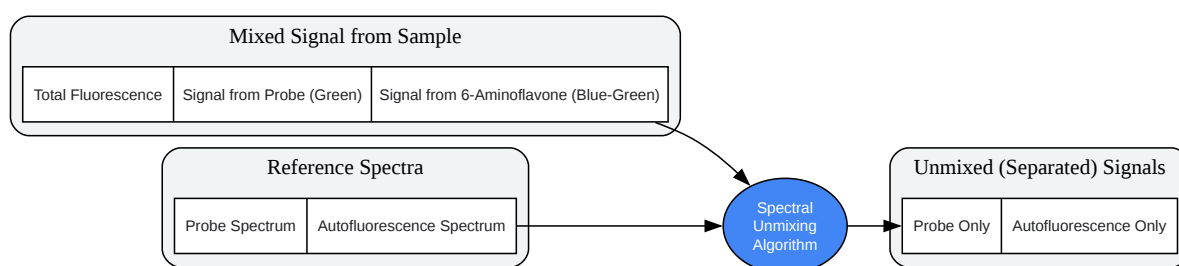 Mixed Signal from Sample
Total Fluorescence
Signal from Probe (Green)
Signal from 6-Aminoflavone (Blue-Green)
Reference Spectra
Probe Spectrum
Autofluorescence Spectrum
Spectral
Unmixing
Algorithm
Unmixed (Separated) Signals
Probe Only
Autofluorescence Only